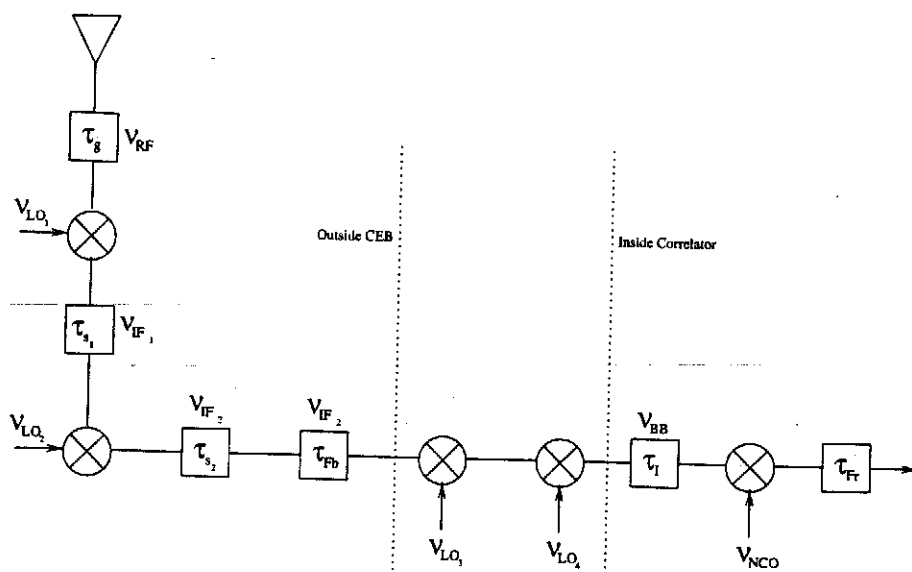 τg νRF
νLO1
Outside CEB
Inside Correlator
τs1 νIF1
νIF2 νIF2 νBB
νLO2
τs2 τFb τI τFr
νLO3 νLO4 νNCO